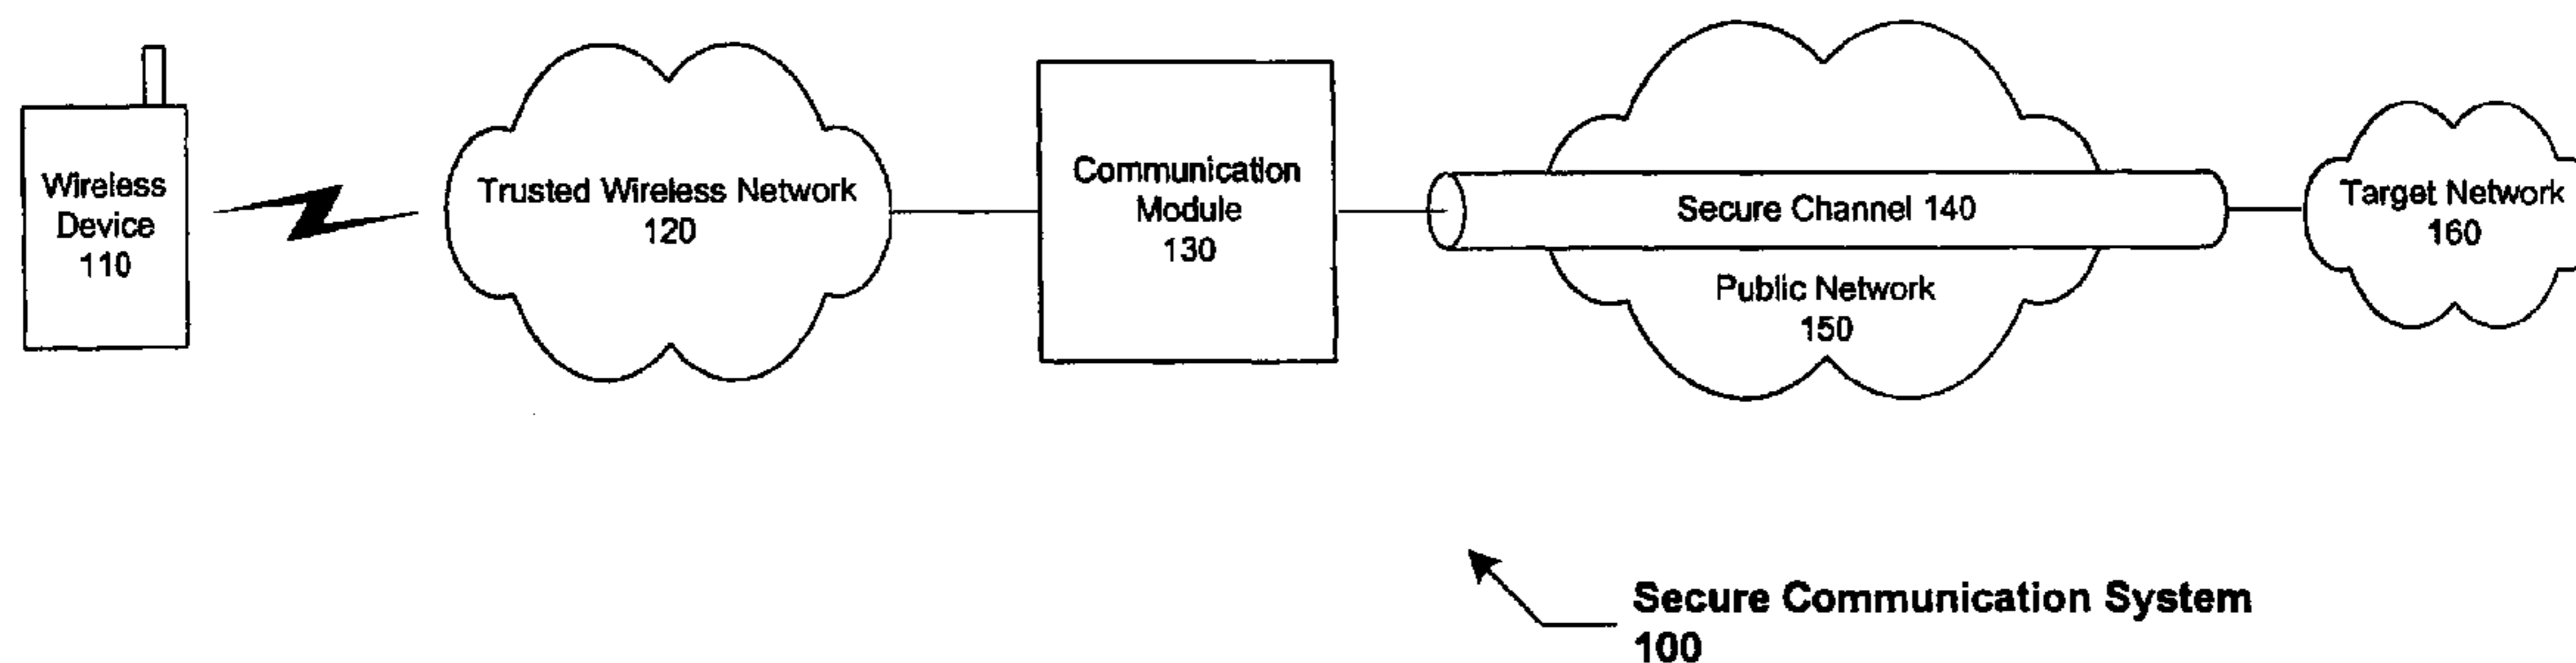 Wireless
Device
110
Trusted Wireless Network
120
Communication
Module
130
Secure Channel 140
Public Network
150
Target Network
160
Secure Communication System
100